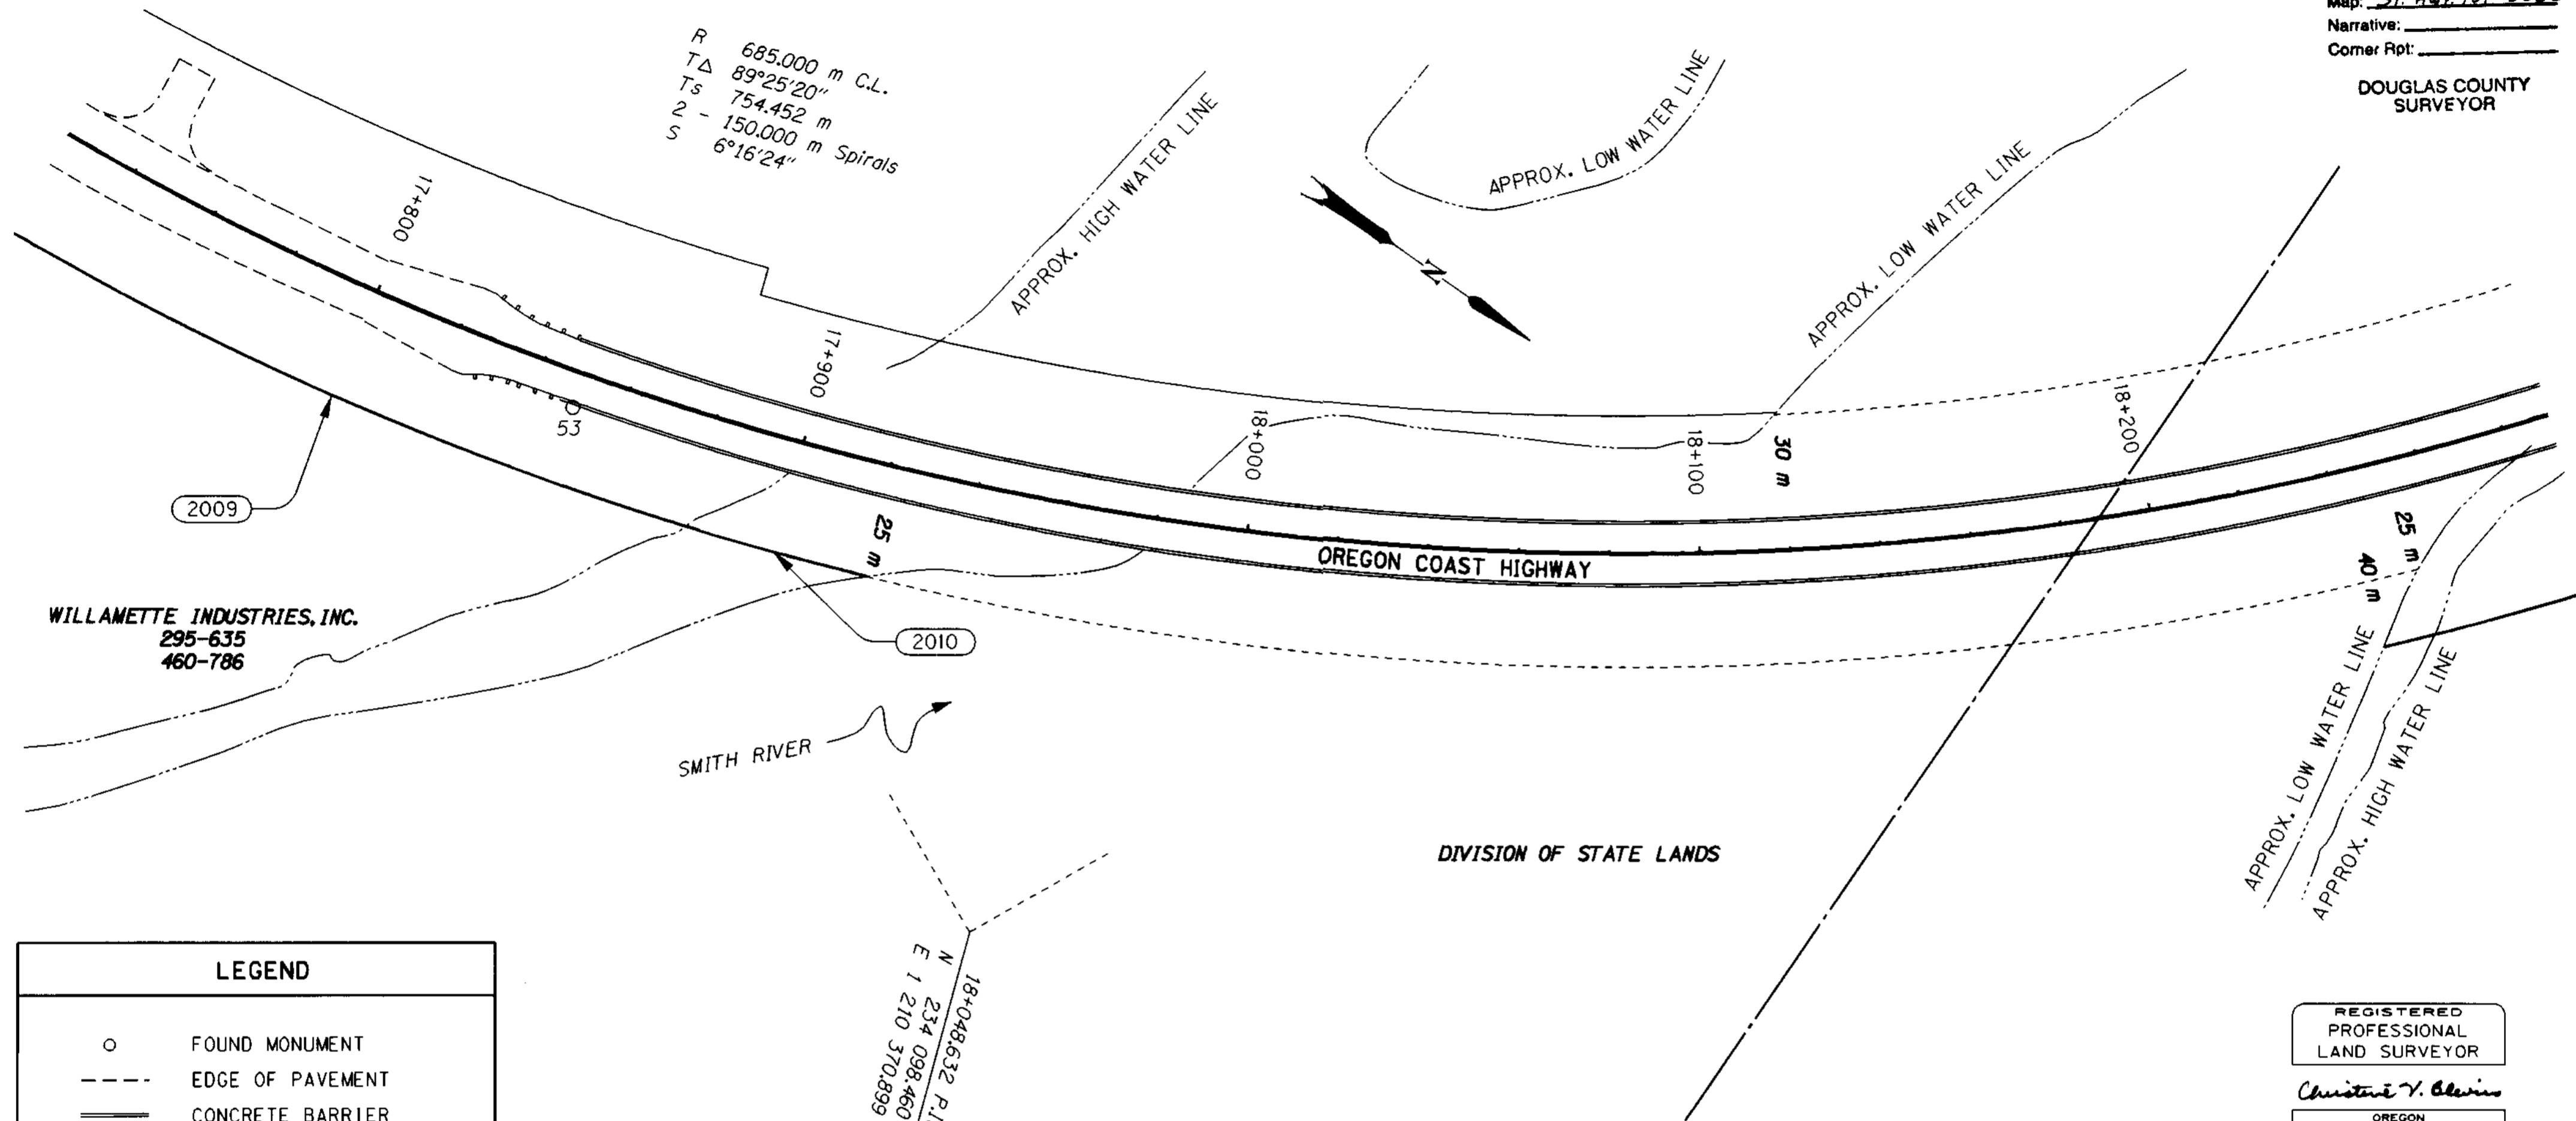 Map:
Narrative:
Corner Rpt:
DOUGLAS COUNTY
SURVEYOR
R 685.000 m C.L.
T△ 89°25'20"
Ts 754.452 m
2 - 150.000 m Spirals
S 6°16'24"
APPROX. HIGH WATER LINE
APPROX. LOW WATER LINE
APPROX. LOW WATER LINE
N
17+800
17+900
18+000
18+100
18+200
30 m
53
2009
25 m
OREGON COAST HIGHWAY
25 m
40 m
2010
WILLAMETTE INDUSTRIES, INC.
295-635
460-786
SMITH RIVER
DIVISION OF STATE LANDS
APPROX. LOW WATER LINE
APPROX. HIGH WATER LINE
18+048.632 P.I.
N 234 098.460
E 1 210 370.899
LEGEND
FOUND MONUMENT
EDGE OF PAVEMENT
CONCRETE BARRIER
REGISTERED
PROFESSIONAL
LAND SURVEYOR
Christine V. Blevins
OREGON